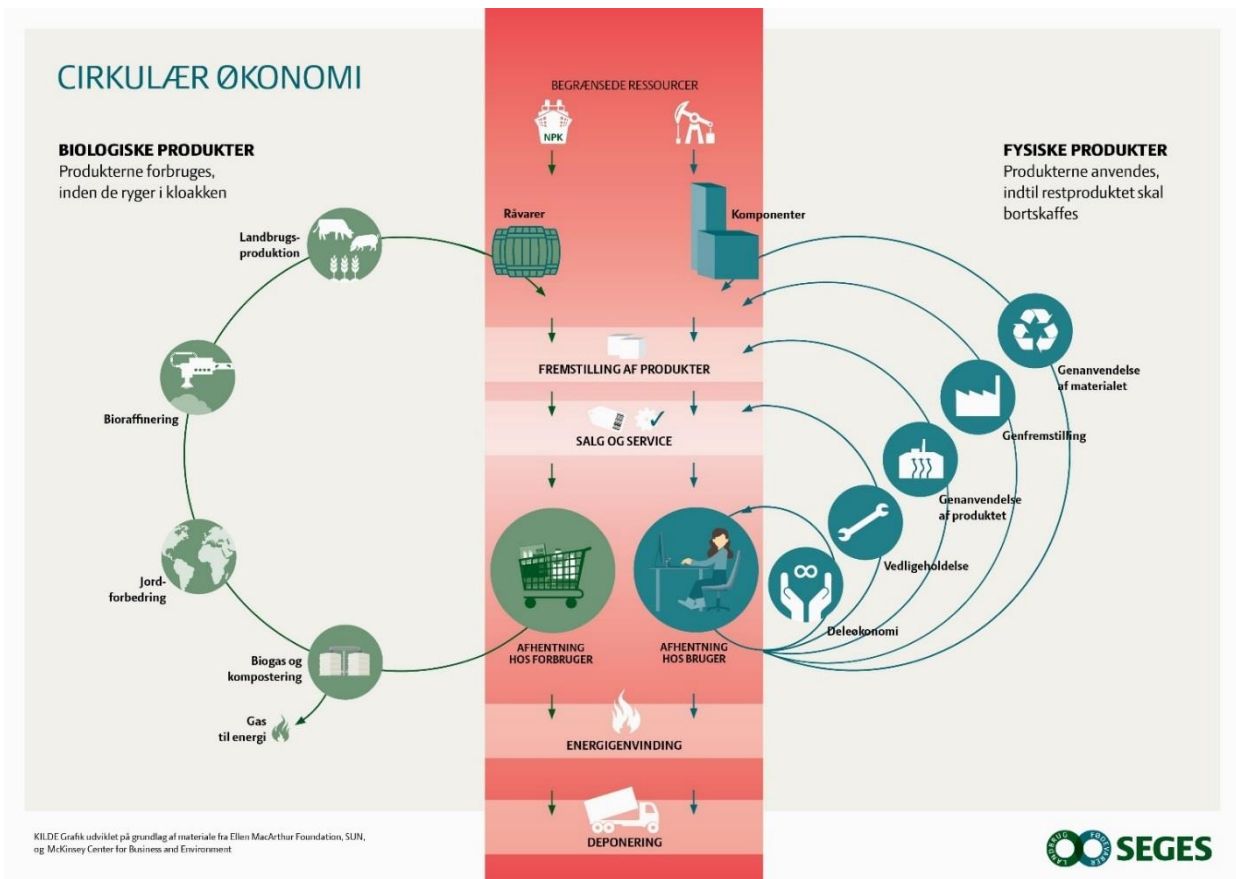 CIRKULÆR ØKONOMI
BIOLOGISKE PRODUKTER
Produkterne forbruges,
inden de ryger i kloakken
BEGRÆNSEDE RESSOURCER
NPK
FYSISKE PRODUKTER
Produkterne anvendes,
indtil restproduktet skal
bortskaffes
Råvarer
Komponenter
Landbrugs-
produktion
Bioraffinering
Jord-
forbedring
Biogas og
kompostering
Gas
til energi
FREMSTILLING AF PRODUKTER
SALG OG SERVICE
AFHENTNING
HOS FORBRUGER
AFHENTNING
HOS BRUGER
ENERGIGENVINDING
DEPONERING
Genanvendelse
af materialet
Genfremstilling
Genanvendelse
af produktet
Vedligeholdelse
Deleøkonomi
KILDE Grafik udviklet på grundlag af materiale fra Ellen MacArthur Foundation, SUN,
og McKinsey Center for Business and Environment
LANDBRUG FØDEVARER
SEGES